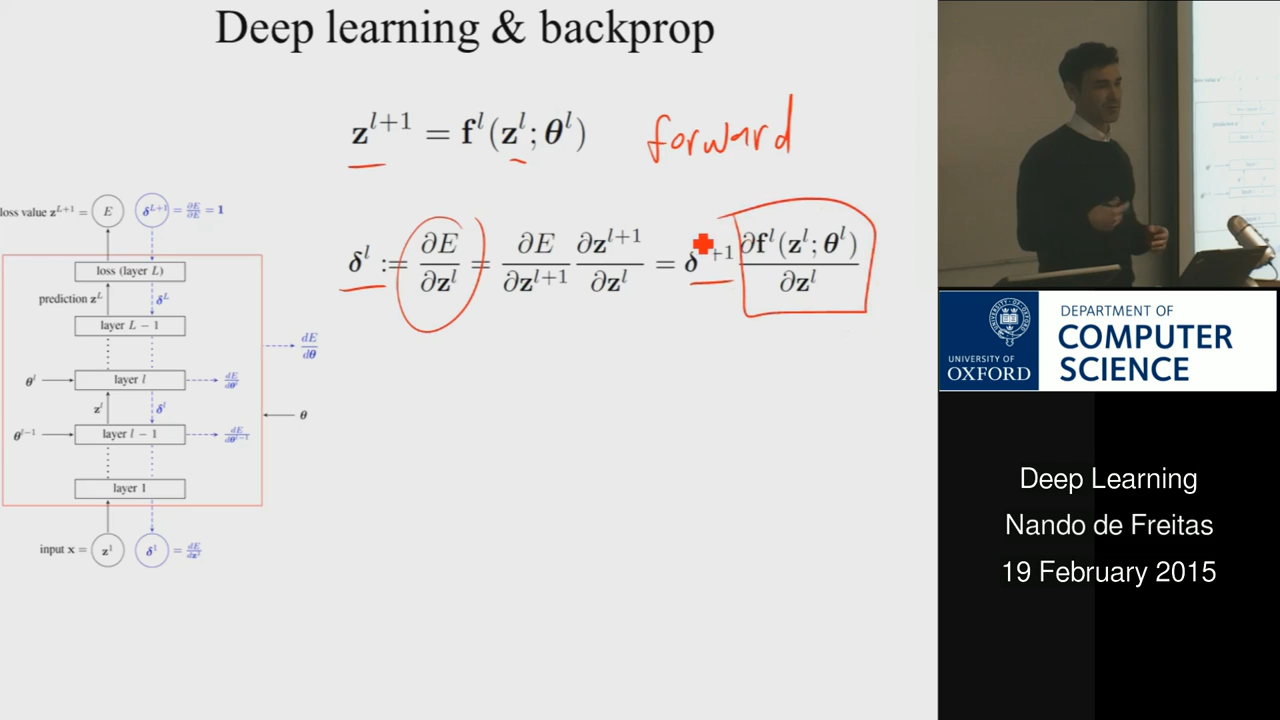 Deep learning & backprop
z^{l+1} = f^l(z^l; θ^l)
forward
δ^l := ∂E/∂z^l = ∂E/∂z^{l+1} ∂z^{l+1}/∂z^l = δ^{l+1} ∂f^l(z^l; θ^l)/∂z^l
loss value z^{L+1} = E δ^{L+1} = ∂E/∂E = 1
loss (layer L)
prediction z^L δ^L
layer L − 1
dE/dθ
θ^l layer l dE/dθ^l
z^l δ^l
θ
θ^{l−1} layer l − 1 dE/dθ^{l−1}
layer 1
input x = z^1 δ^1 = dE/dz^1
UNIVERSITY OF
OXFORD
DEPARTMENT OF
COMPUTER
SCIENCE
Deep Learning
Nando de Freitas
19 February 2015